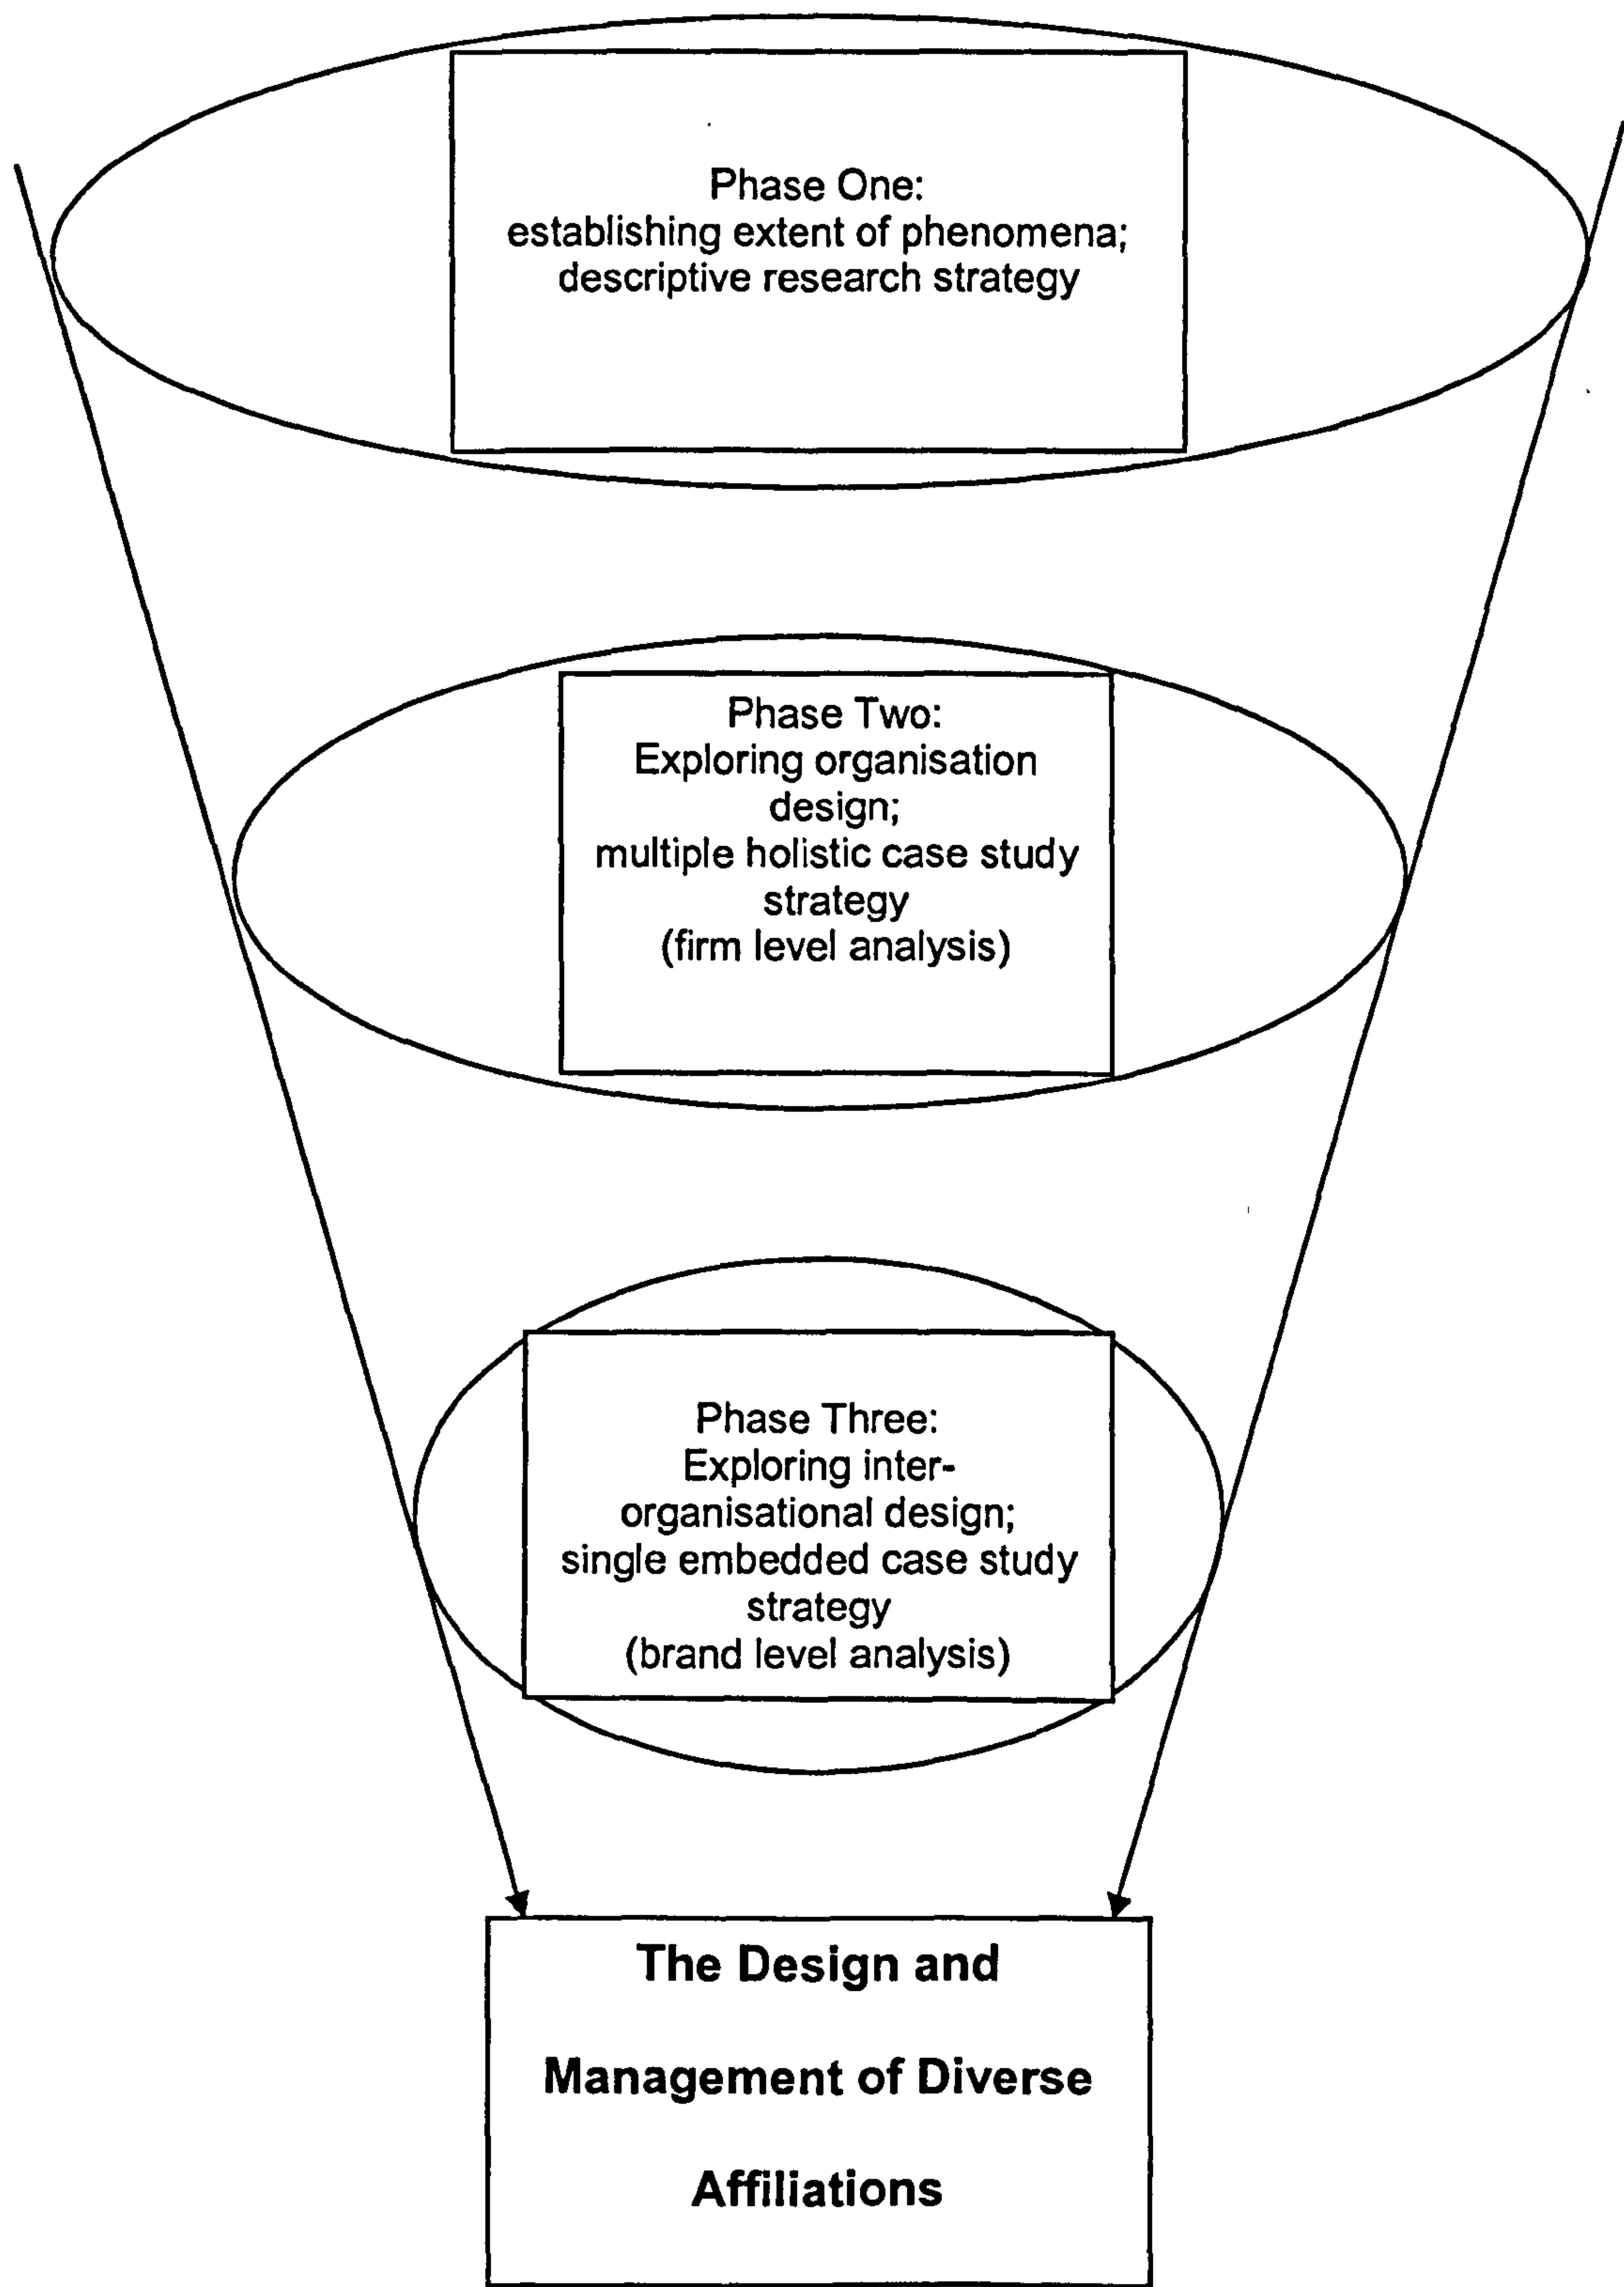 Phase One:
establishing extent of phenomena;
descriptive research strategy
Phase Two:
Exploring organisation
design;
multiple holistic case study
strategy
(firm level analysis)
Phase Three:
Exploring inter-
organisational design;
single embedded case study
strategy
(brand level analysis)
The Design and
Management of Diverse
Affiliations